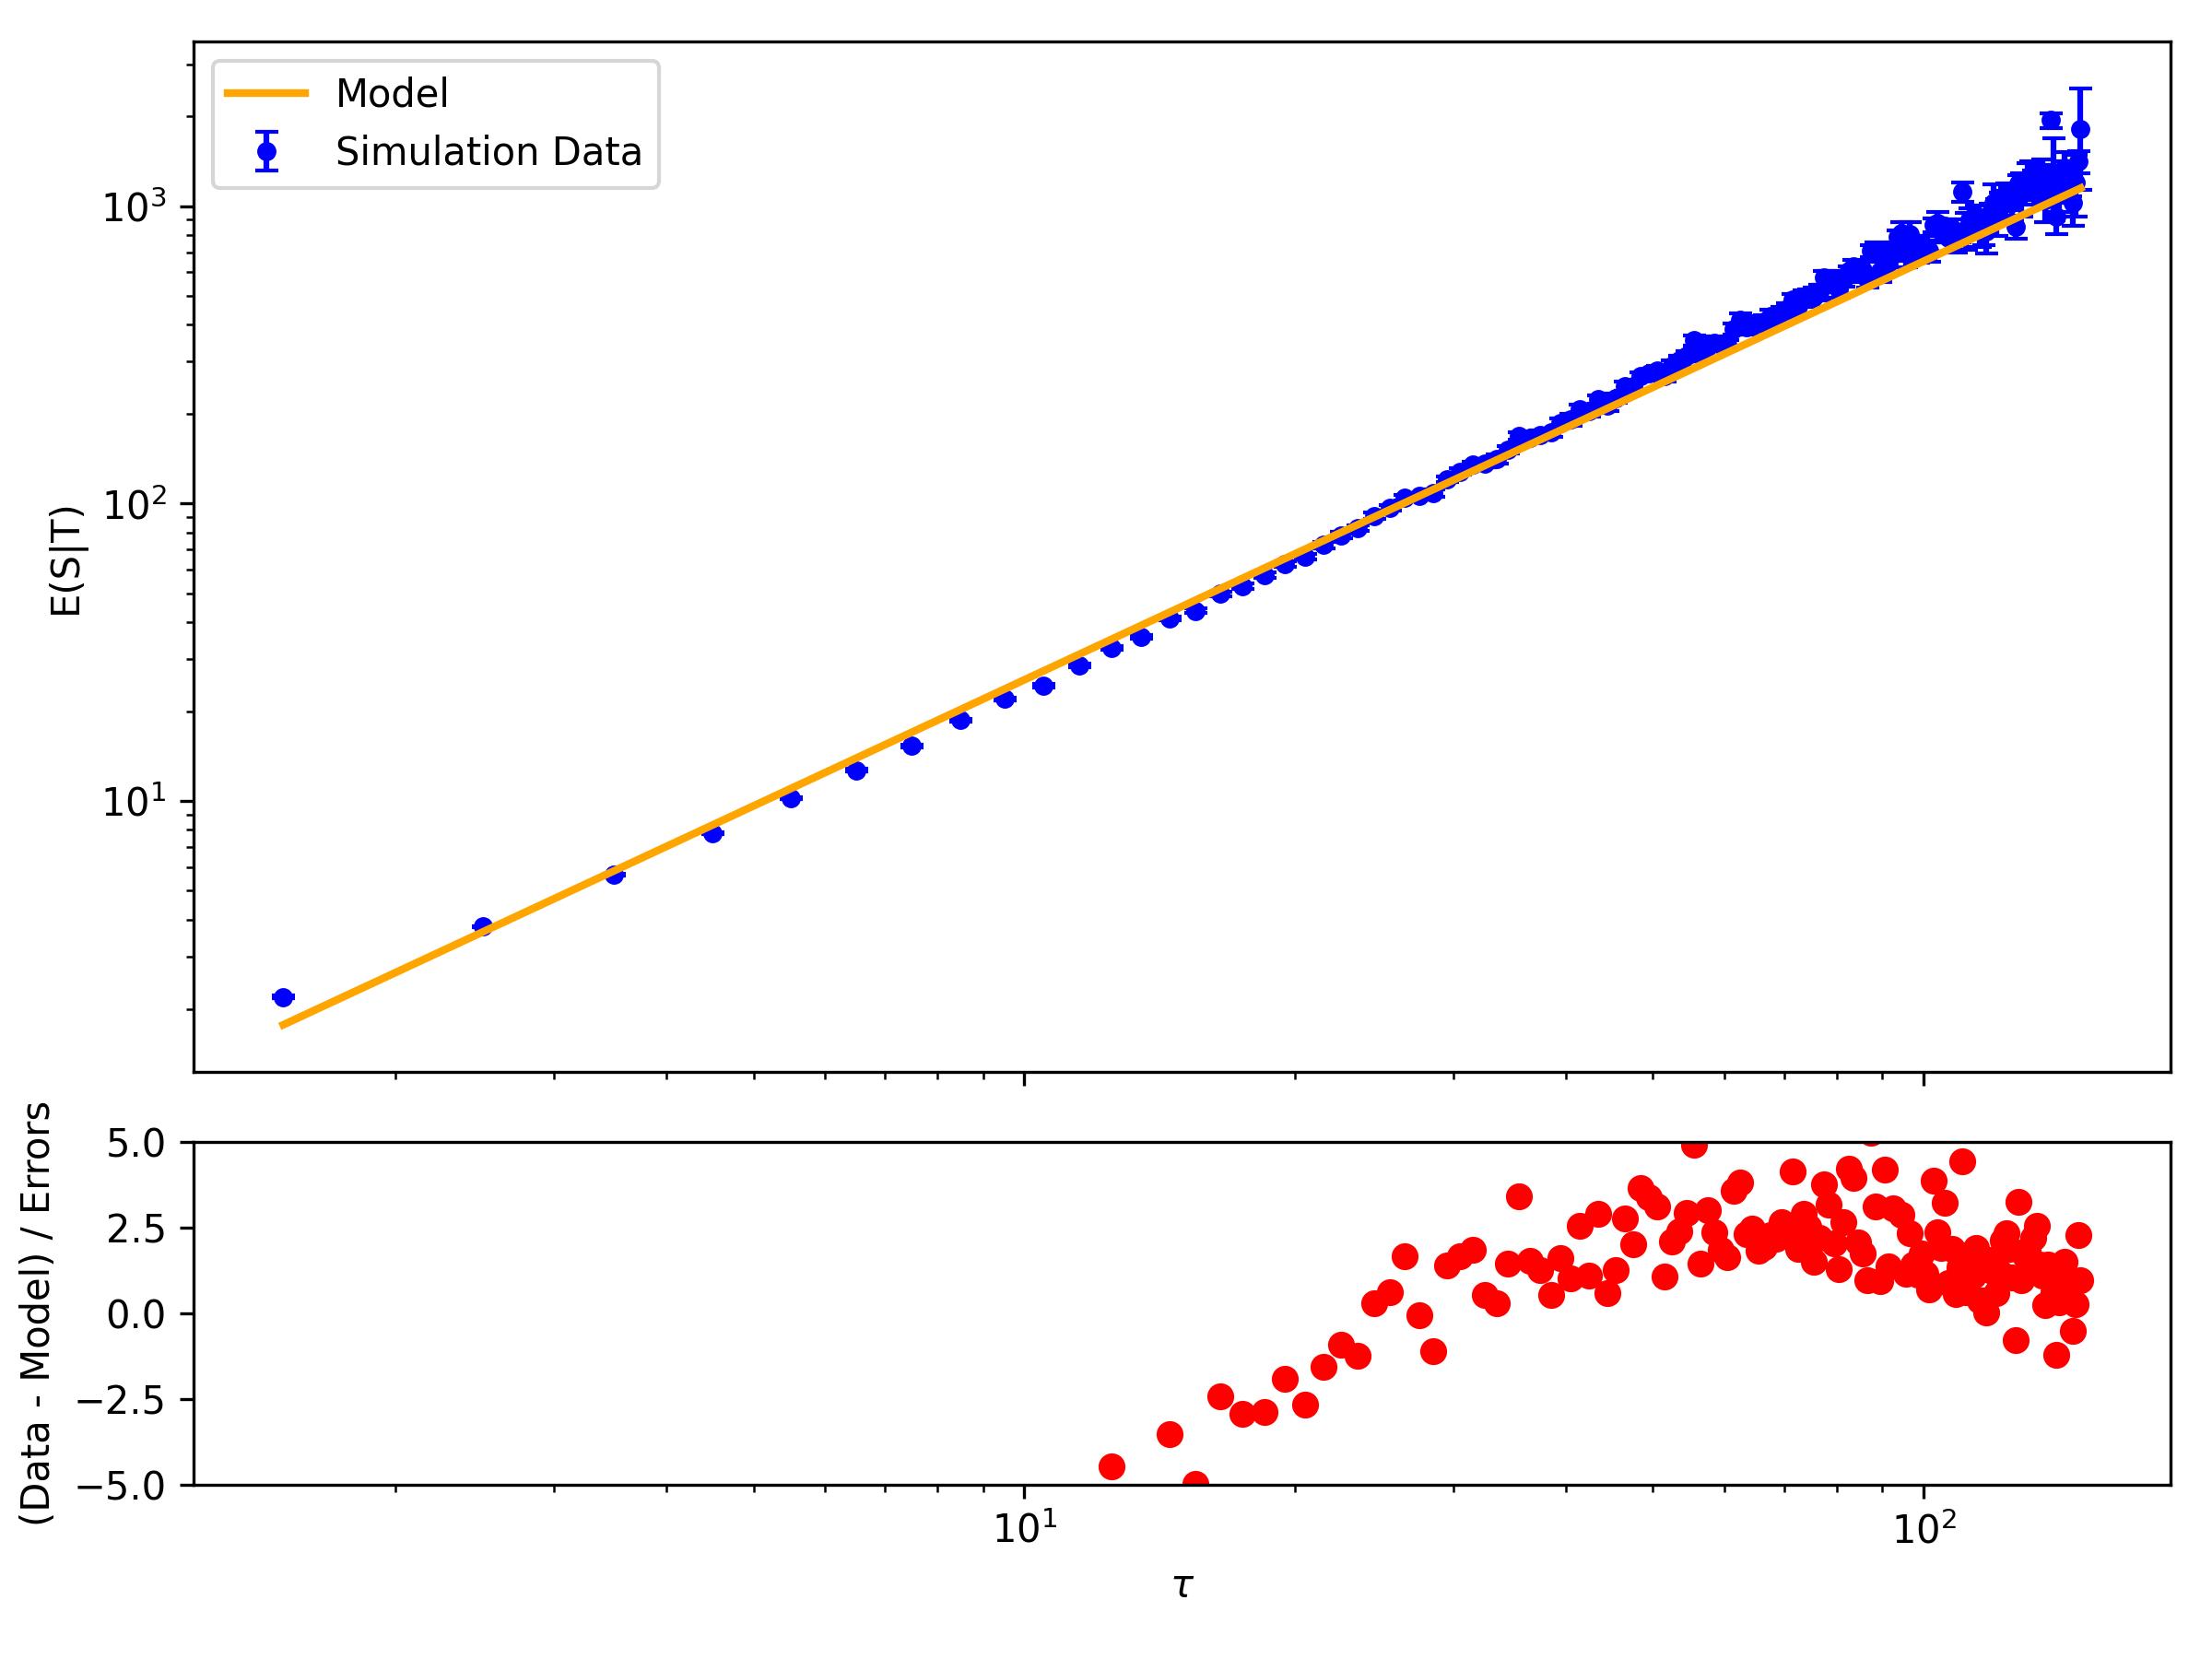 Model
Simulation Data
10³
10²
10¹
E(S|T)
5.0
2.5
0.0
−2.5
−5.0
(Data - Model) / Errors
10¹ 10²
τ